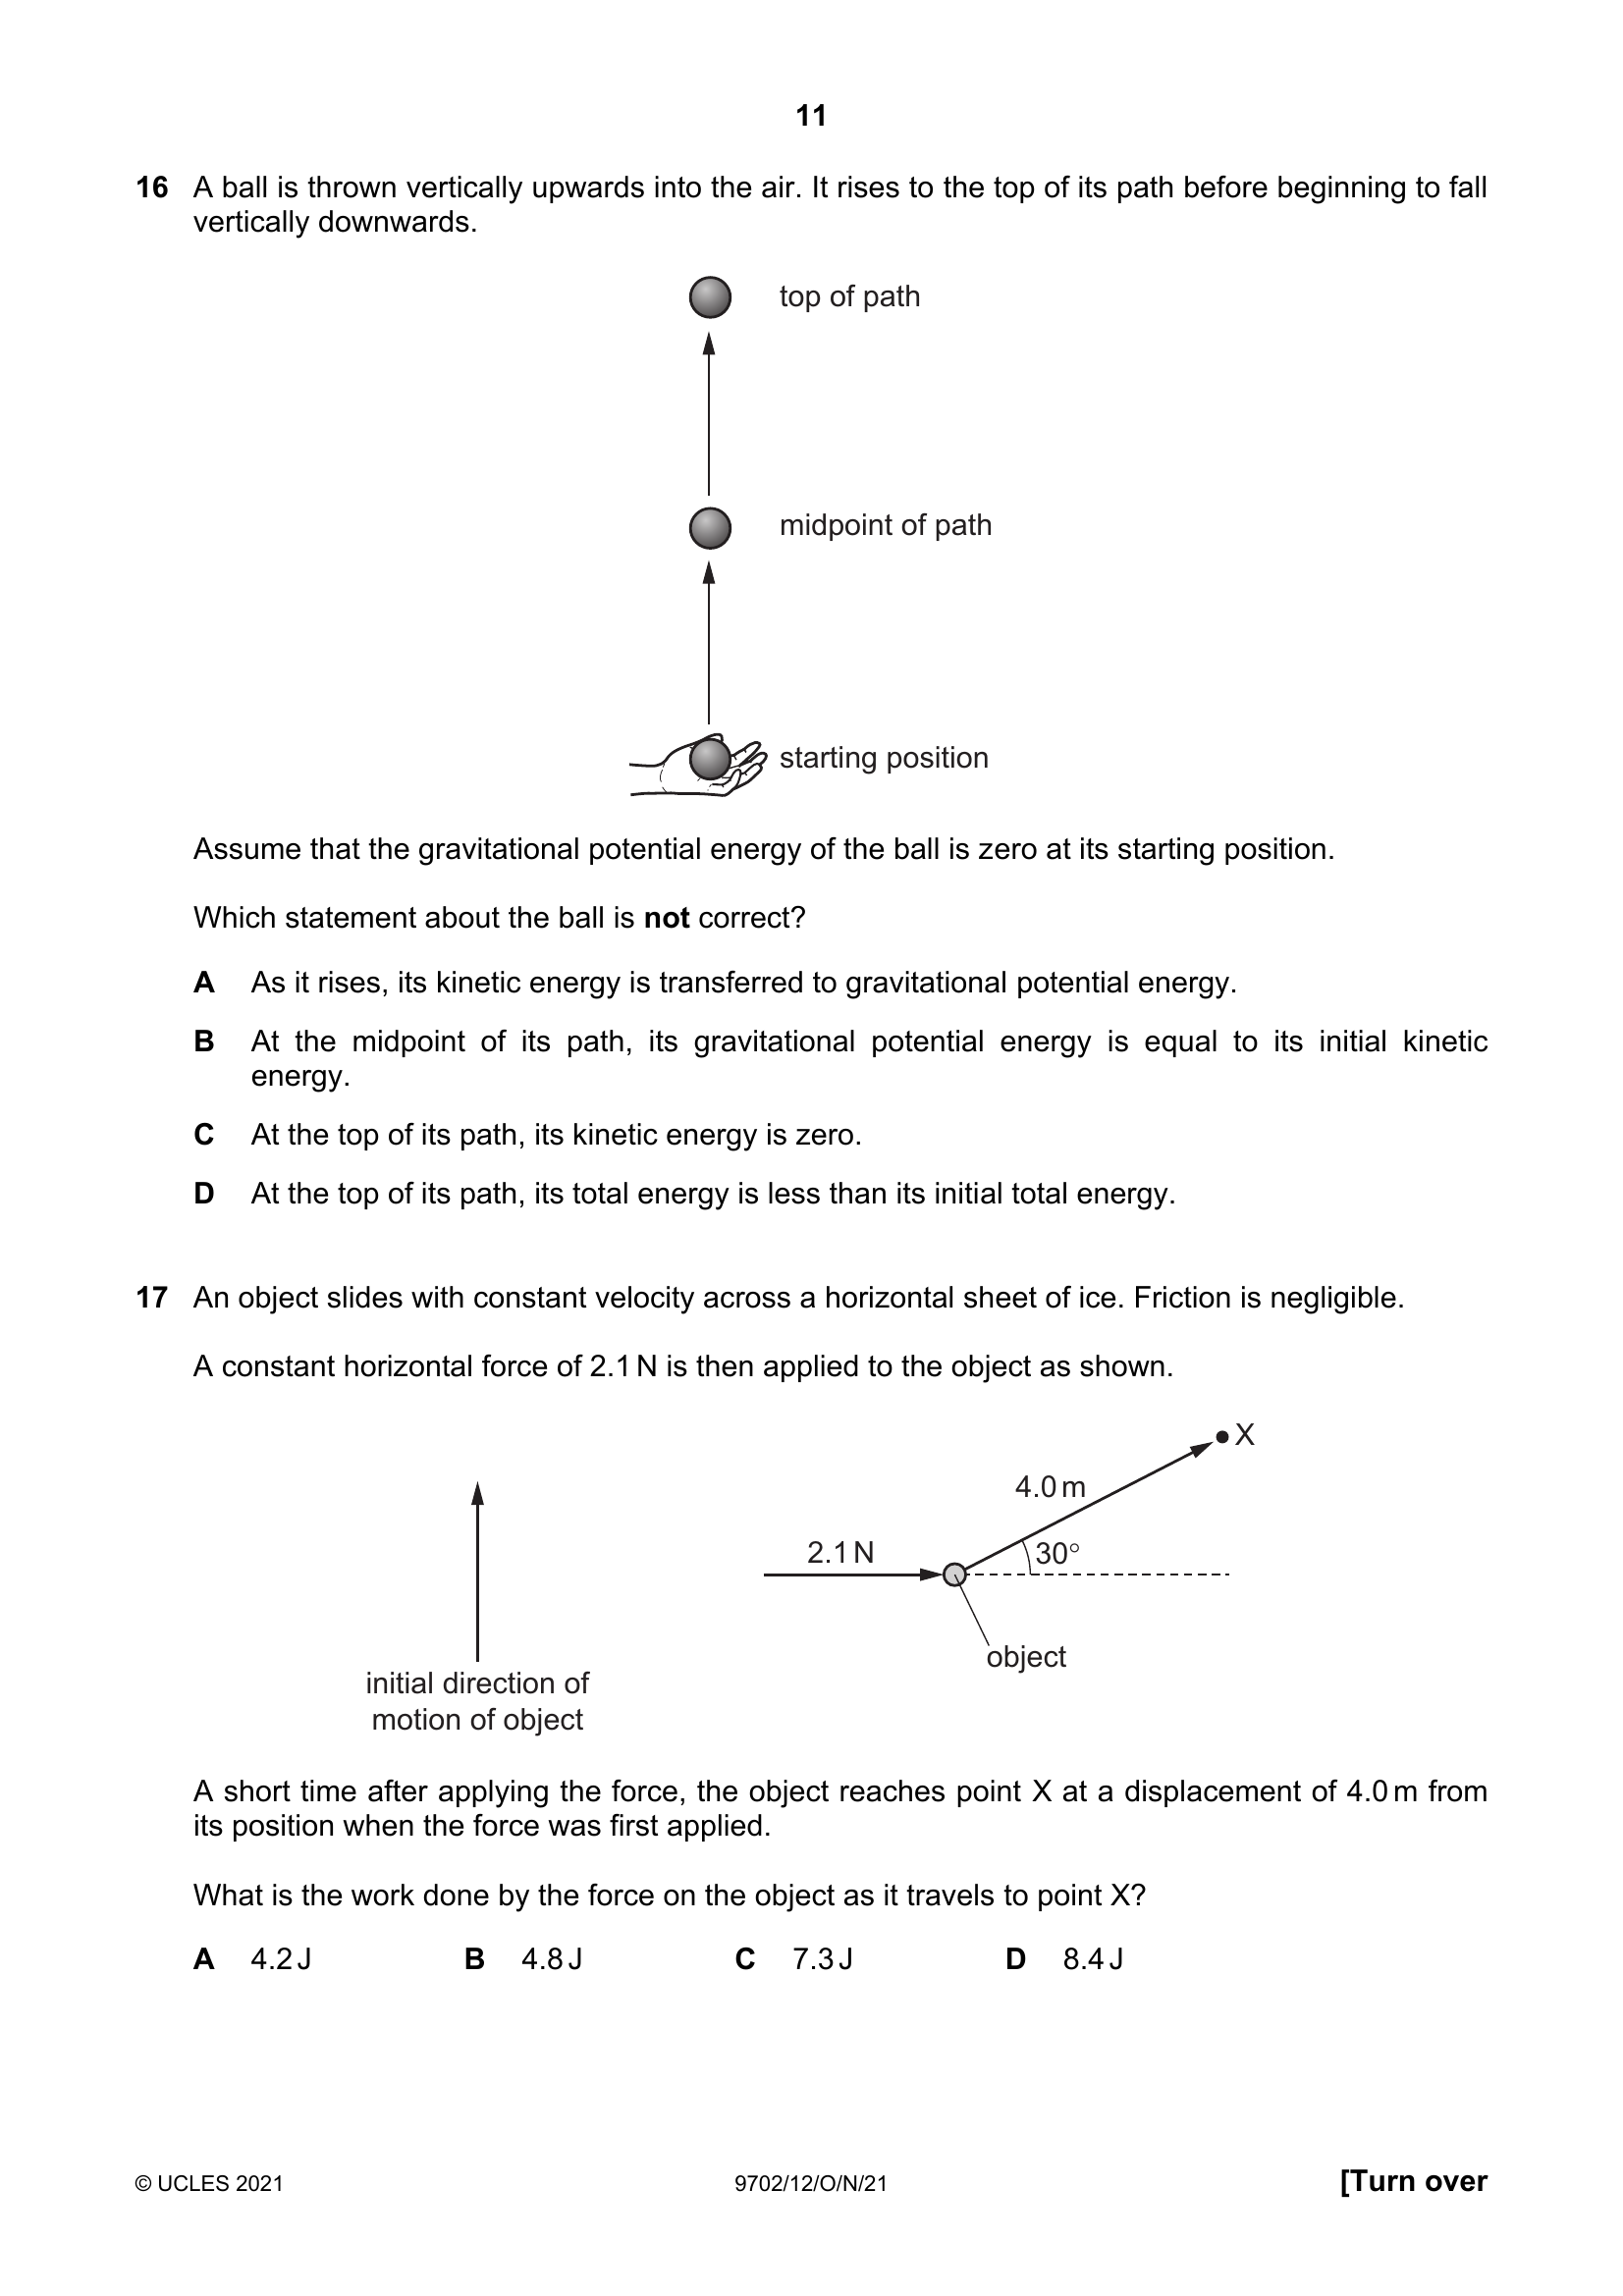 11
16 A ball is thrown vertically upwards into the air. It rises to the top of its path before beginning to fall
vertically downwards.
top of path
midpoint of path
starting position
Assume that the gravitational potential energy of the ball is zero at its starting position.
Which statement about the ball is not correct?
A As it rises, its kinetic energy is transferred to gravitational potential energy.
B At the midpoint of its path, its gravitational potential energy is equal to its initial kinetic
energy.
C At the top of its path, its kinetic energy is zero.
D At the top of its path, its total energy is less than its initial total energy.
17 An object slides with constant velocity across a horizontal sheet of ice. Friction is negligible.
A constant horizontal force of 2.1 N is then applied to the object as shown.
X
4.0 m
2.1 N
30°
object
initial direction of
motion of object
A short time after applying the force, the object reaches point X at a displacement of 4.0 m from
its position when the force was first applied.
What is the work done by the force on the object as it travels to point X?
A 4.2 J B 4.8 J C 7.3 J D 8.4 J
© UCLES 2021 9702/12/O/N/21 [Turn over